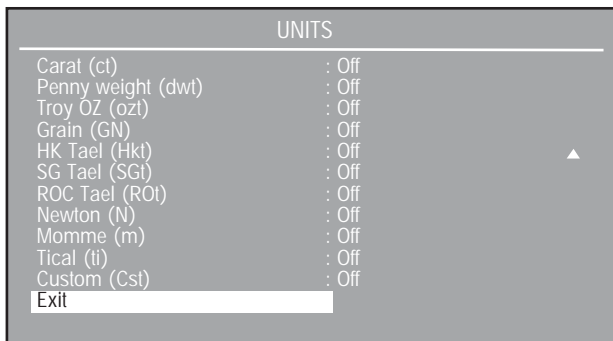 UNITS
Carat (ct) : Off
Penny weight (dwt) : Off
Troy OZ (ozt) : Off
Grain (GN) : Off
HK Tael (Hkt) : Off
SG Tael (SGt) : Off
ROC Tael (ROt) : Off
Newton (N) : Off
Momme (m) : Off
Tical (ti) : Off
Custom (Cst) : Off
Exit